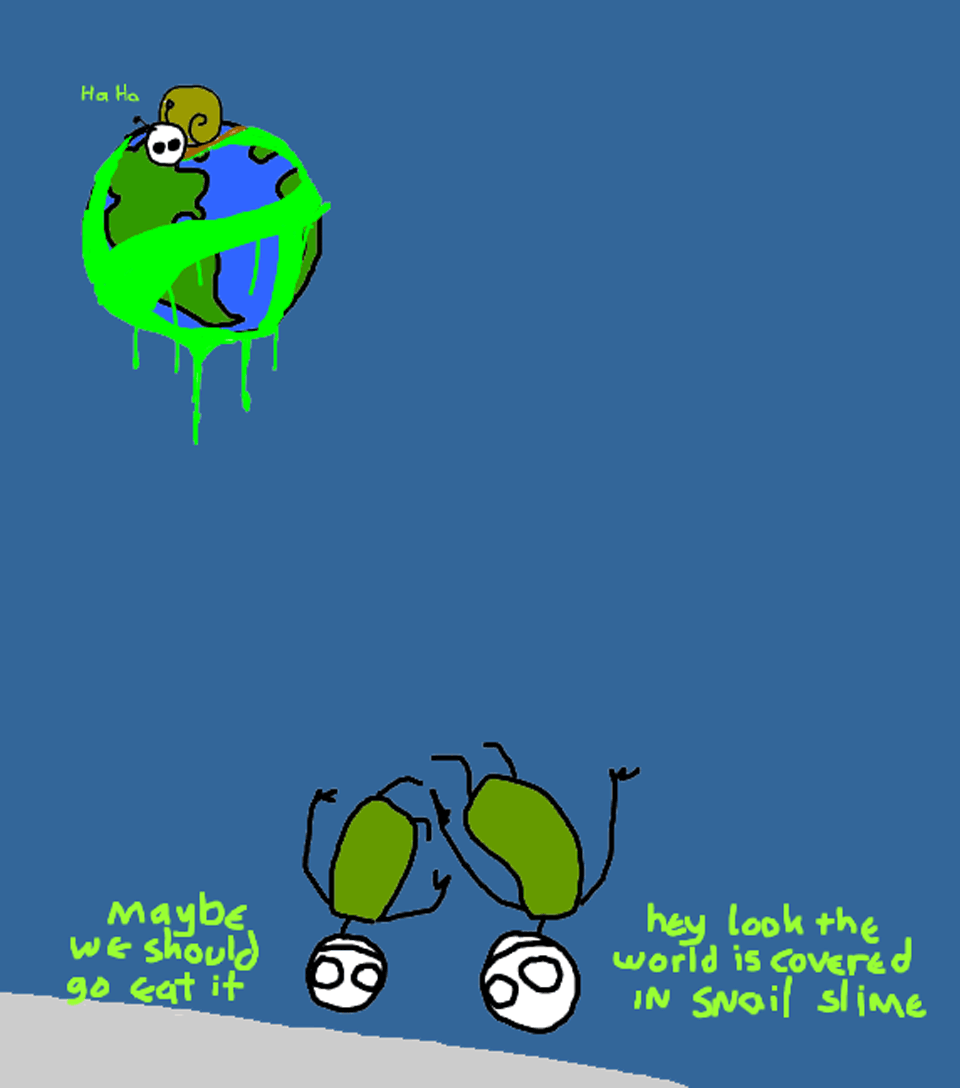 Ha Ha
maybe
we should
go eat it
hey look the
world is covered
in snail slime